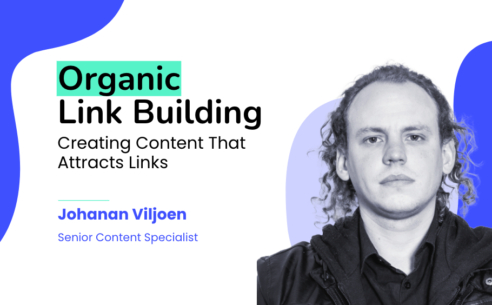 Organic
Link Building
Creating Content That
Attracts Links
Johanan Viljoen
Senior Content Specialist